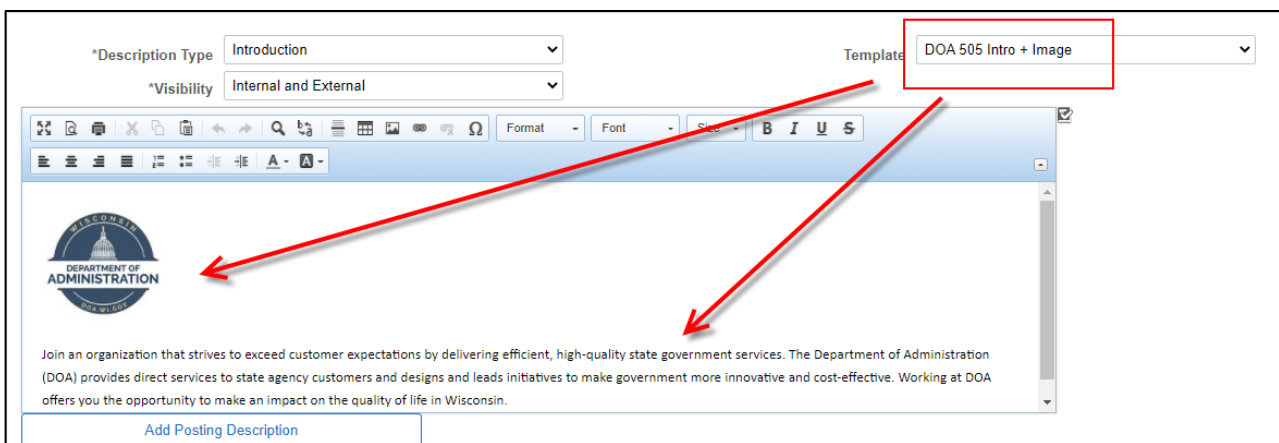 *Description Type Introduction Template DOA 505 Intro + Image
*Visibility Internal and External
Format Font Size B I U S
A A
WISCONSIN
DEPARTMENT OF
ADMINISTRATION
DOA.WI.GOV
Join an organization that strives to exceed customer expectations by delivering efficient, high-quality state government services. The Department of Administration
(DOA) provides direct services to state agency customers and designs and leads initiatives to make government more innovative and cost-effective. Working at DOA
offers you the opportunity to make an impact on the quality of life in Wisconsin.
Add Posting Description